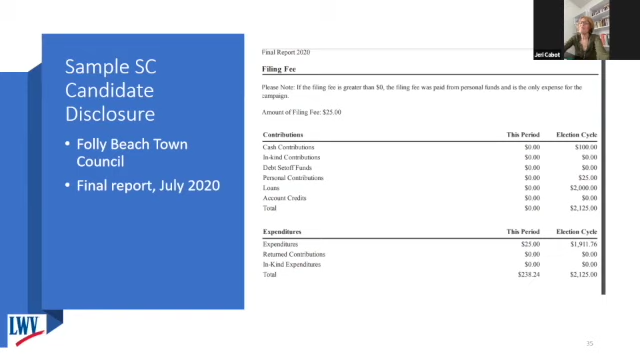 Sample SC
Candidate
Disclosure
• Folly Beach Town
Council
• Final report, July 2020
LWV
Final Report 2020
Filing Fee
Please Note: If the filing fee is greater than $0, the filing fee was paid from personal funds and is the only expense for the
campaign.
Amount of Filing Fee: $25.00
Contributions This Period Election Cycle
Cash Contributions $0.00 $100.00
In-kind Contributions $0.00 $0.00
Debt Setoff Funds $0.00 $0.00
Personal Contributions $0.00 $25.00
Loans $0.00 $2,000.00
Account Credits $0.00 $0.00
Total $0.00 $2,125.00
Expenditures This Period Election Cycle
Expenditures $25.00 $1,911.76
Returned Contributions $0.00 $0.00
In-Kind Expenditures $0.00 $0.00
Total $238.24 $2,125.00
Jeri Cabot
35